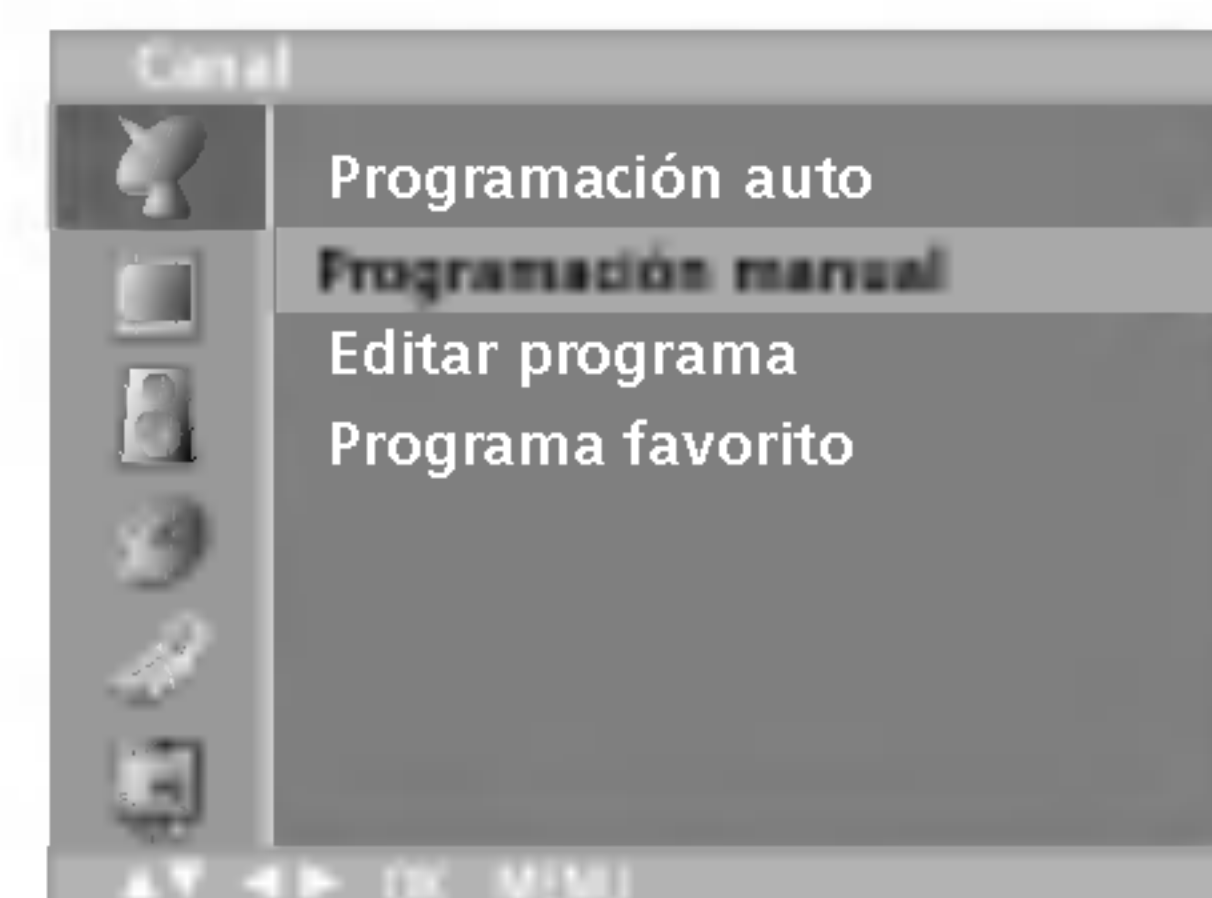 Canal
Programación auto
Programación manual
Editar programa
Programa favorito
▲▼ ◀▶ OK MENU